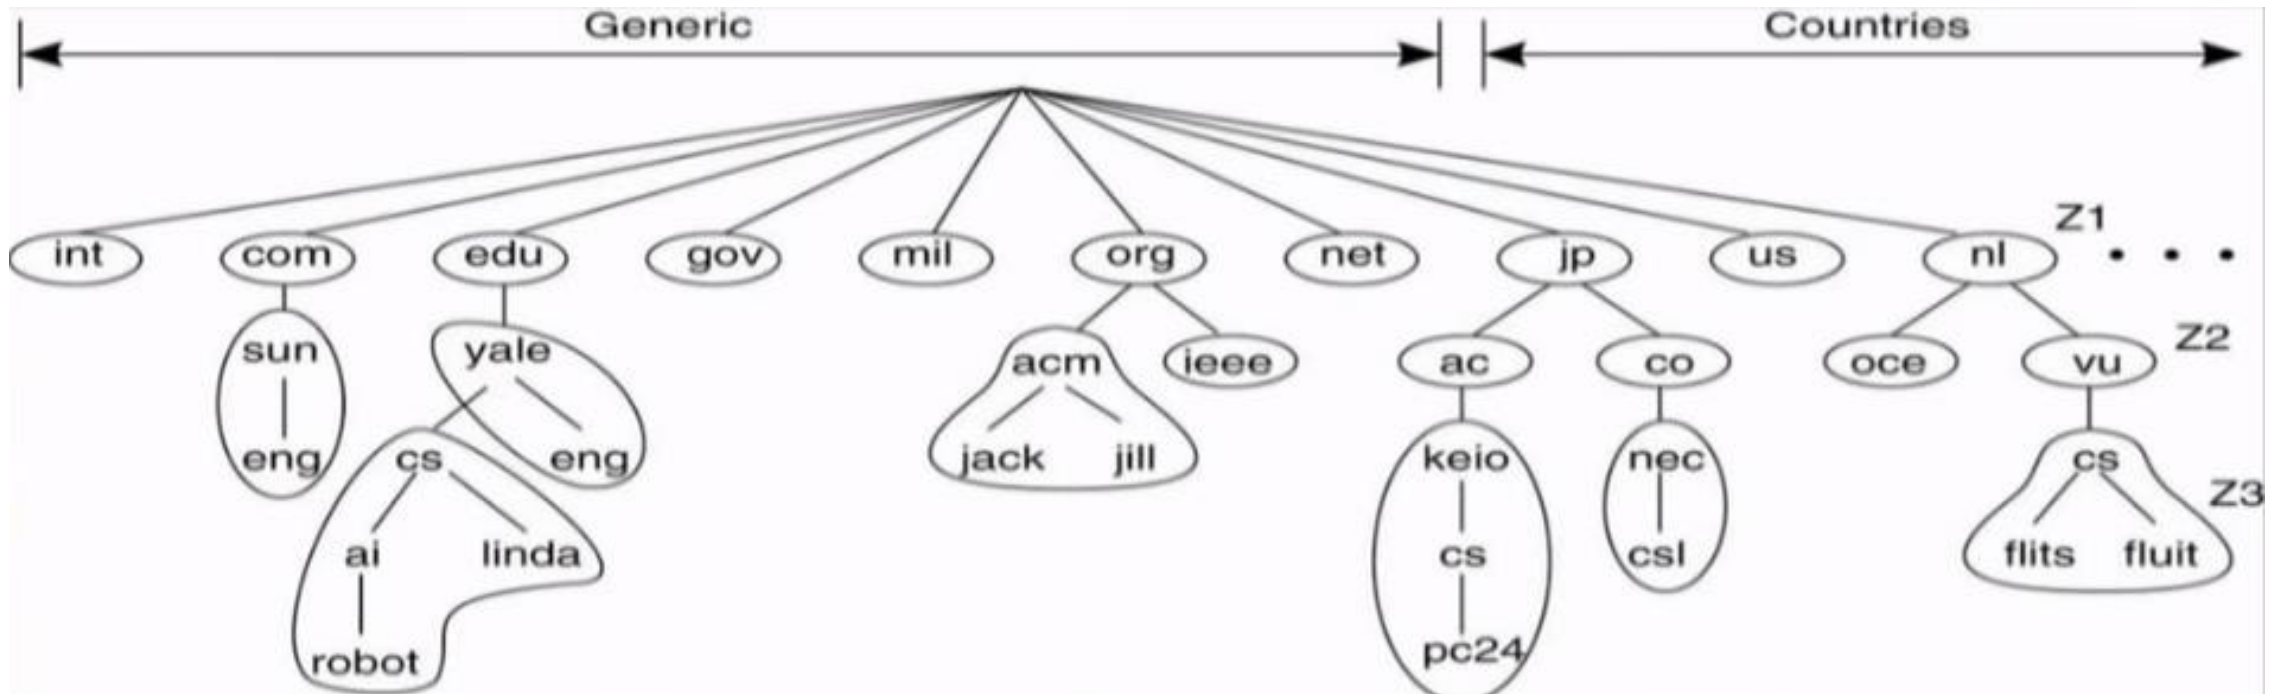 Generic Countries
Z1
int com edu gov mil org net jp us nl • • •
Z2
sun yale acm ieee ac co oce vu
eng cs eng jack jill keio nec cs
Z3
ai linda cs csl flits fluit
robot pc24